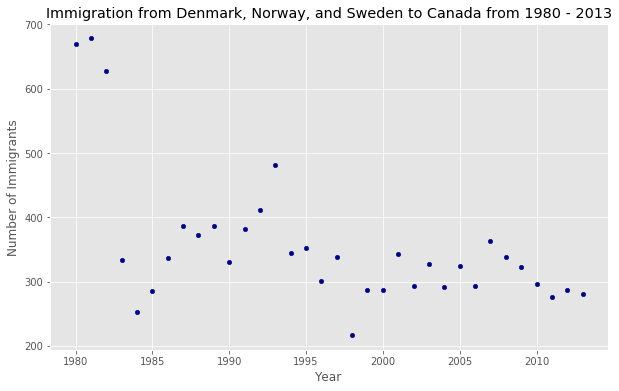 Immigration from Denmark, Norway, and Sweden to Canada from 1980 - 2013
700
600
500
400
300
200
Number of Immigrants
1980 1985 1990 1995 2000 2005 2010
Year